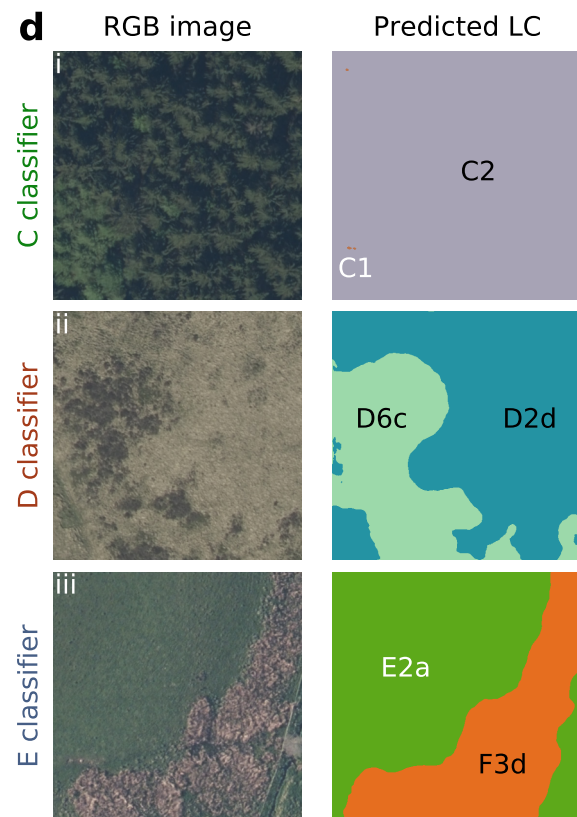 d
RGB image
Predicted LC
C classifier
i
C2
C1
D classifier
ii
D6c
D2d
E classifier
iii
E2a
F3d